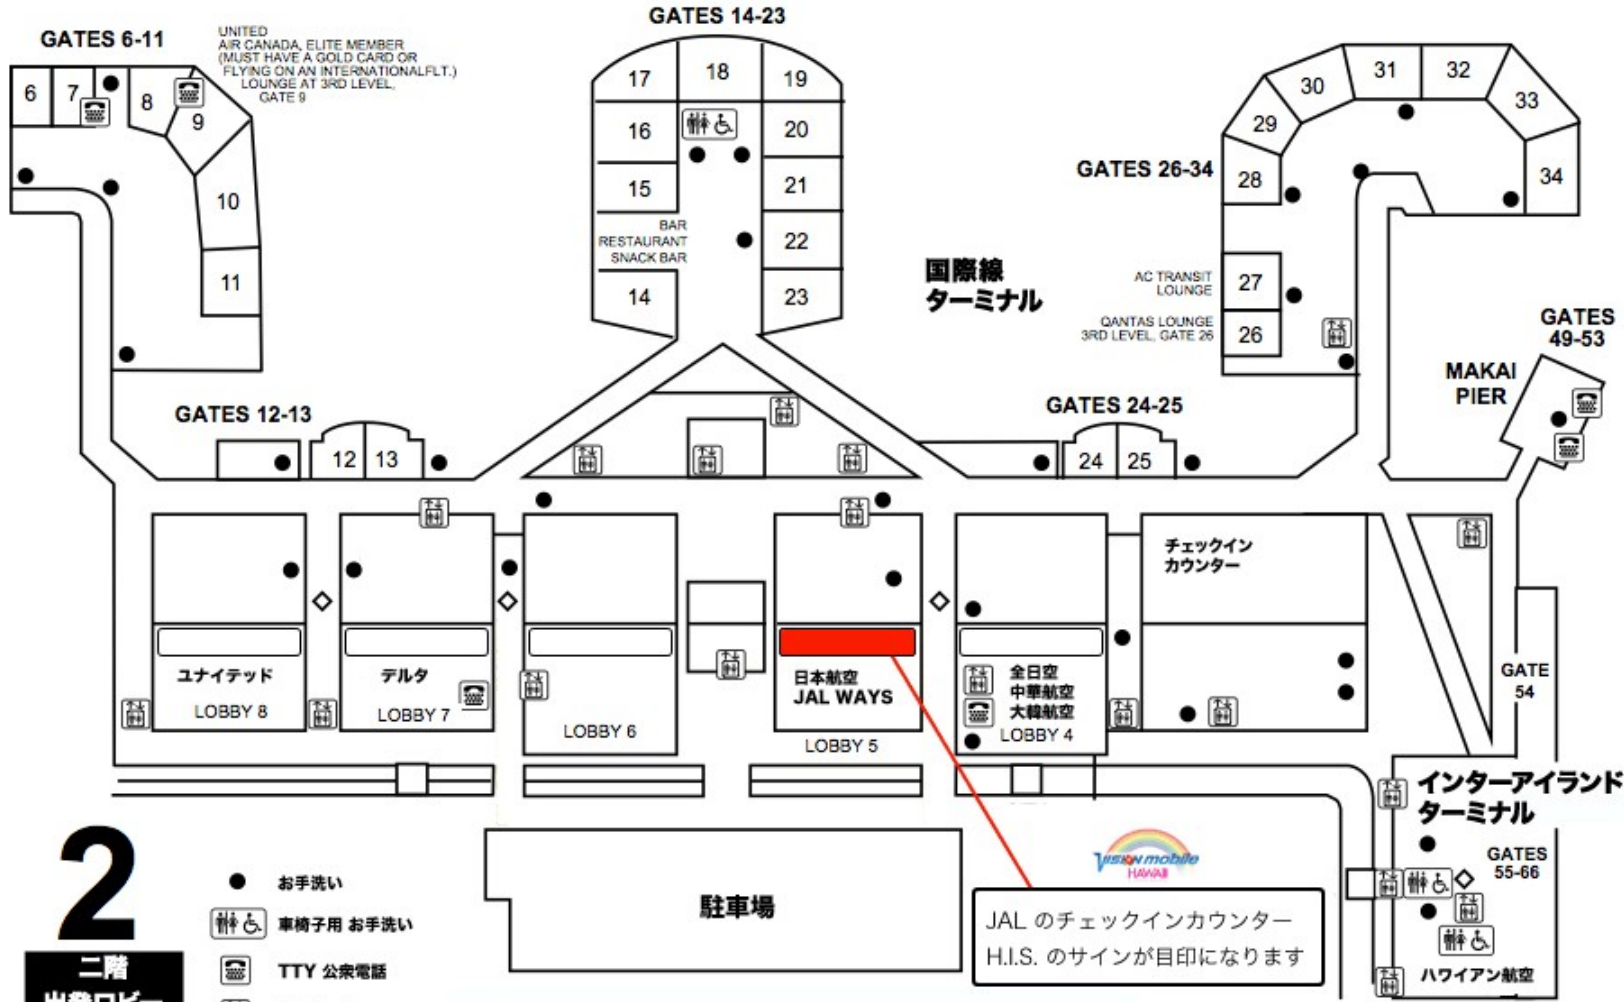 GATES 14-23
GATES 6-11
UNITED
AIR CANADA, ELITE MEMBER
(MUST HAVE A GOLD CARD OR
FLYING ON AN INTERNATIONALFLT.)
LOUNGE AT 3RD LEVEL,
GATE 9
6
7
8
9
10
11
17
18
19
16
20
15
21
BAR
RESTAURANT
SNACK BAR
22
14
23
国際線
ターミナル
GATES 26-34
28
29
30
31
32
33
34
AC TRANSIT
LOUNGE
27
QANTAS LOUNGE
3RD LEVEL, GATE 26
26
GATES
49-53
MAKAI
PIER
GATES 12-13
12
13
GATES 24-25
24
25
チェックイン
カウンター
ユナイテッド
LOBBY 8
デルタ
LOBBY 7
LOBBY 6
日本航空
JAL WAYS
LOBBY 5
全日空
中華航空
大韓航空
LOBBY 4
GATE
54
インターアイランド
ターミナル
GATES
55-66
ハワイアン航空
駐車場
VISION mobile
HAWAII
JAL のチェックインカウンター
H.I.S. のサインが目印になります
2
二階
出発ロビー
お手洗い
車椅子用 お手洗い
TTY 公衆電話